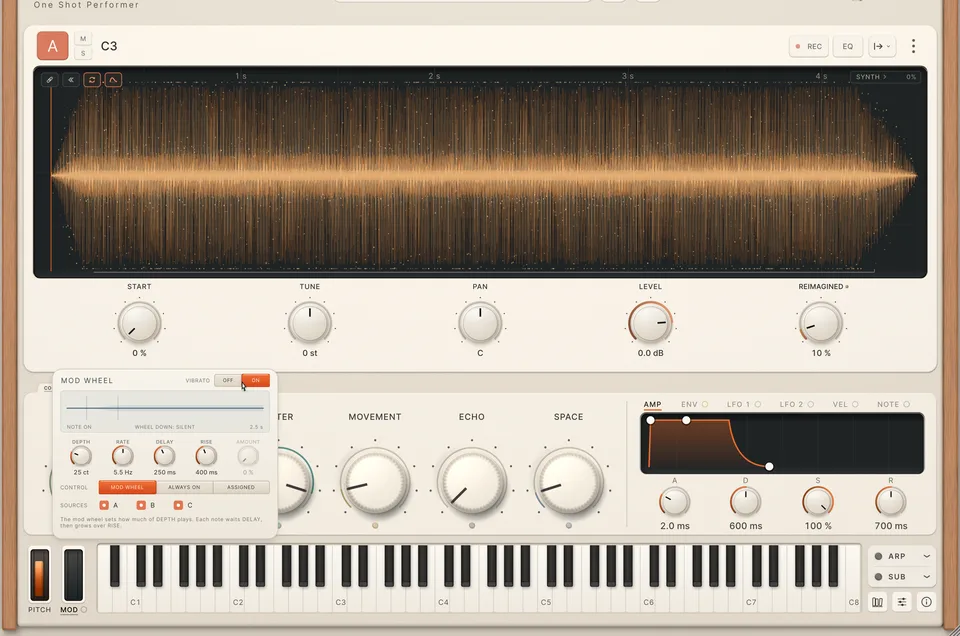 One Shot Performer
A
M
S
C3
REC
EQ
1 s
2 s
3 s
4 s
SYNTH >
0%
START
TUNE
PAN
LEVEL
REIMAGINED
0 %
0 st
C
0.0 dB
10 %
MOD WHEEL
VIBRATO
OFF
ON
NOTE ON
WHEEL DOWN: SILENT
2.5 s
DEPTH
RATE
DELAY
RISE
AMOUNT
25 ct
5.5 Hz
250 ms
400 ms
0 %
CONTROL
MOD WHEEL
ALWAYS ON
ASSIGNED
SOURCES
A
B
C
The mod wheel sets how much of DEPTH plays. Each note waits DELAY,
then grows over RISE.
CO
TER
MOVEMENT
ECHO
SPACE
AMP
ENV
LFO 1
LFO 2
VEL
NOTE
A
D
S
R
2.0 ms
600 ms
100 %
700 ms
PITCH
MOD
C1
C2
C3
C4
C5
C6
C7
C8
ARP
SUB